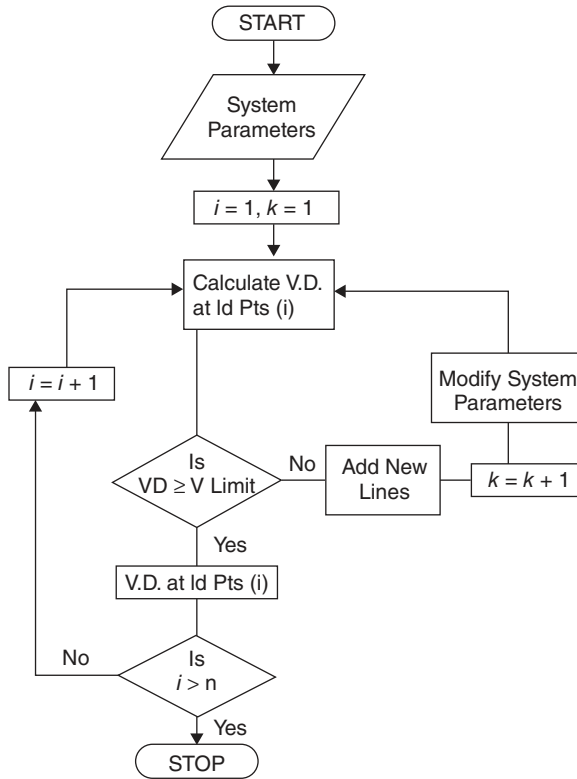 START
System
Parameters
i = 1, k = 1
Calculate V.D.
at ld Pts (i)
i = i + 1
Modify System
Parameters
Is
VD ≥ V Limit
No
Add New
Lines
k = k + 1
Yes
V.D. at ld Pts (i)
Is
i > n
No
Yes
STOP